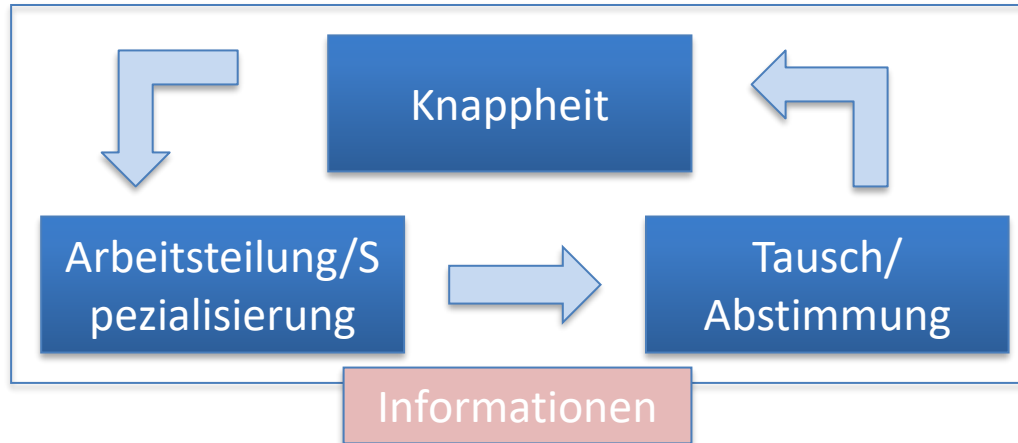 Knappheit
Arbeitsteilung/S
pezialisierung
Tausch/
Abstimmung
Informationen